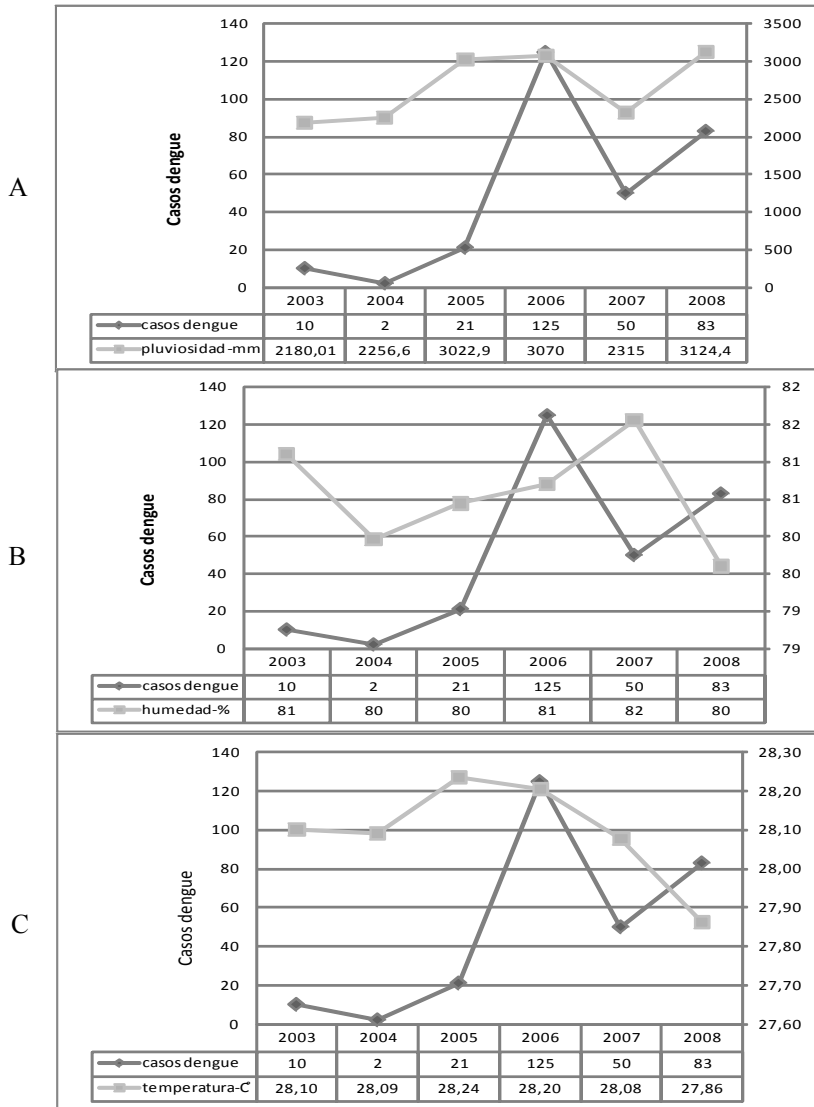 A
Casos dengue
140 3500
120 3000
100 2500
80 2000
60 1500
40 1000
20 500
0 0
2003 2004 2005 2006 2007 2008
casos dengue 10 2 21 125 50 83
pluviosidad-mm 2180,01 2256,6 3022,9 3070 2315 3124,4
B
Casos dengue
140 82
120 82
100 81
80 81
60 80
40 80
20 79
0 79
2003 2004 2005 2006 2007 2008
casos dengue 10 2 21 125 50 83
humedad-% 81 80 80 81 82 80
C
Casos dengue
140 28,30
120 28,20
100 28,10
80 28,00
60 27,90
40 27,80
20 27,70
0 27,60
2003 2004 2005 2006 2007 2008
casos dengue 10 2 21 125 50 83
temperatura-C° 28,10 28,09 28,24 28,20 28,08 27,86